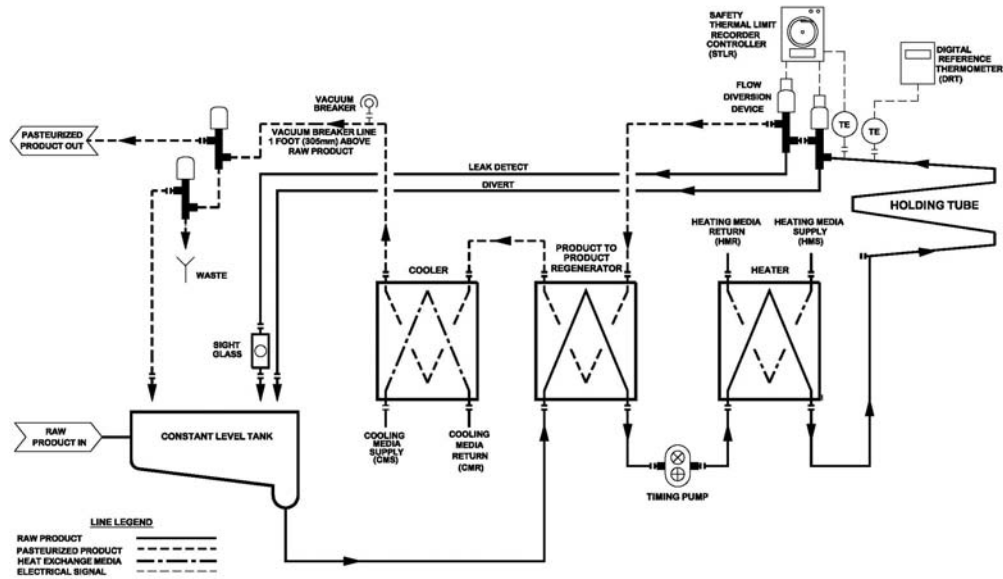 SAFETY
THERMAL LIMIT
RECORDER
CONTROLLER
(STLR)
DIGITAL
REFERENCE
THERMOMETER
(DRT)
FLOW
DIVERSION
DEVICE
TE
TE
VACUUM
BREAKER
VACUUM BREAKER LINE
1 FOOT (305mm) ABOVE
RAW PRODUCT
PASTEURIZED
PRODUCT OUT
LEAK DETECT
DIVERT
HOLDING TUBE
HEATING MEDIA
RETURN
(HMR)
HEATING MEDIA
SUPPLY
(HMS)
WASTE
COOLER
PRODUCT TO
PRODUCT
REGENERATOR
HEATER
SIGHT
GLASS
RAW
PRODUCT IN
CONSTANT LEVEL TANK
COOLING
MEDIA
SUPPLY
(CMS)
COOLING
MEDIA
RETURN
(CMR)
TIMING PUMP
LINE LEGEND
RAW PRODUCT
PASTEURIZED PRODUCT
HEAT EXCHANGE MEDIA
ELECTRICAL SIGNAL